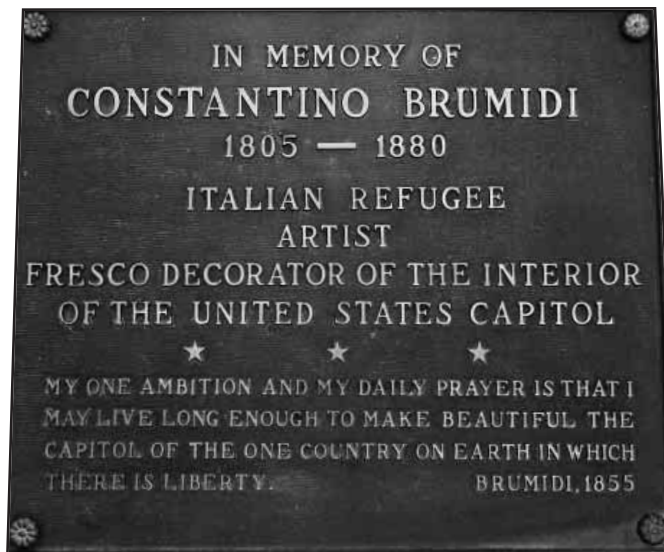 IN MEMORY OF
CONSTANTINO BRUMIDI
1805 — 1880
ITALIAN REFUGEE
ARTIST
FRESCO DECORATOR OF THE INTERIOR
OF THE UNITED STATES CAPITOL
★ ★ ★
MY ONE AMBITION AND MY DAILY PRAYER IS THAT I
MAY LIVE LONG ENOUGH TO MAKE BEAUTIFUL THE
CAPITOL OF THE ONE COUNTRY ON EARTH IN WHICH
THERE IS LIBERTY. BRUMIDI, 1855